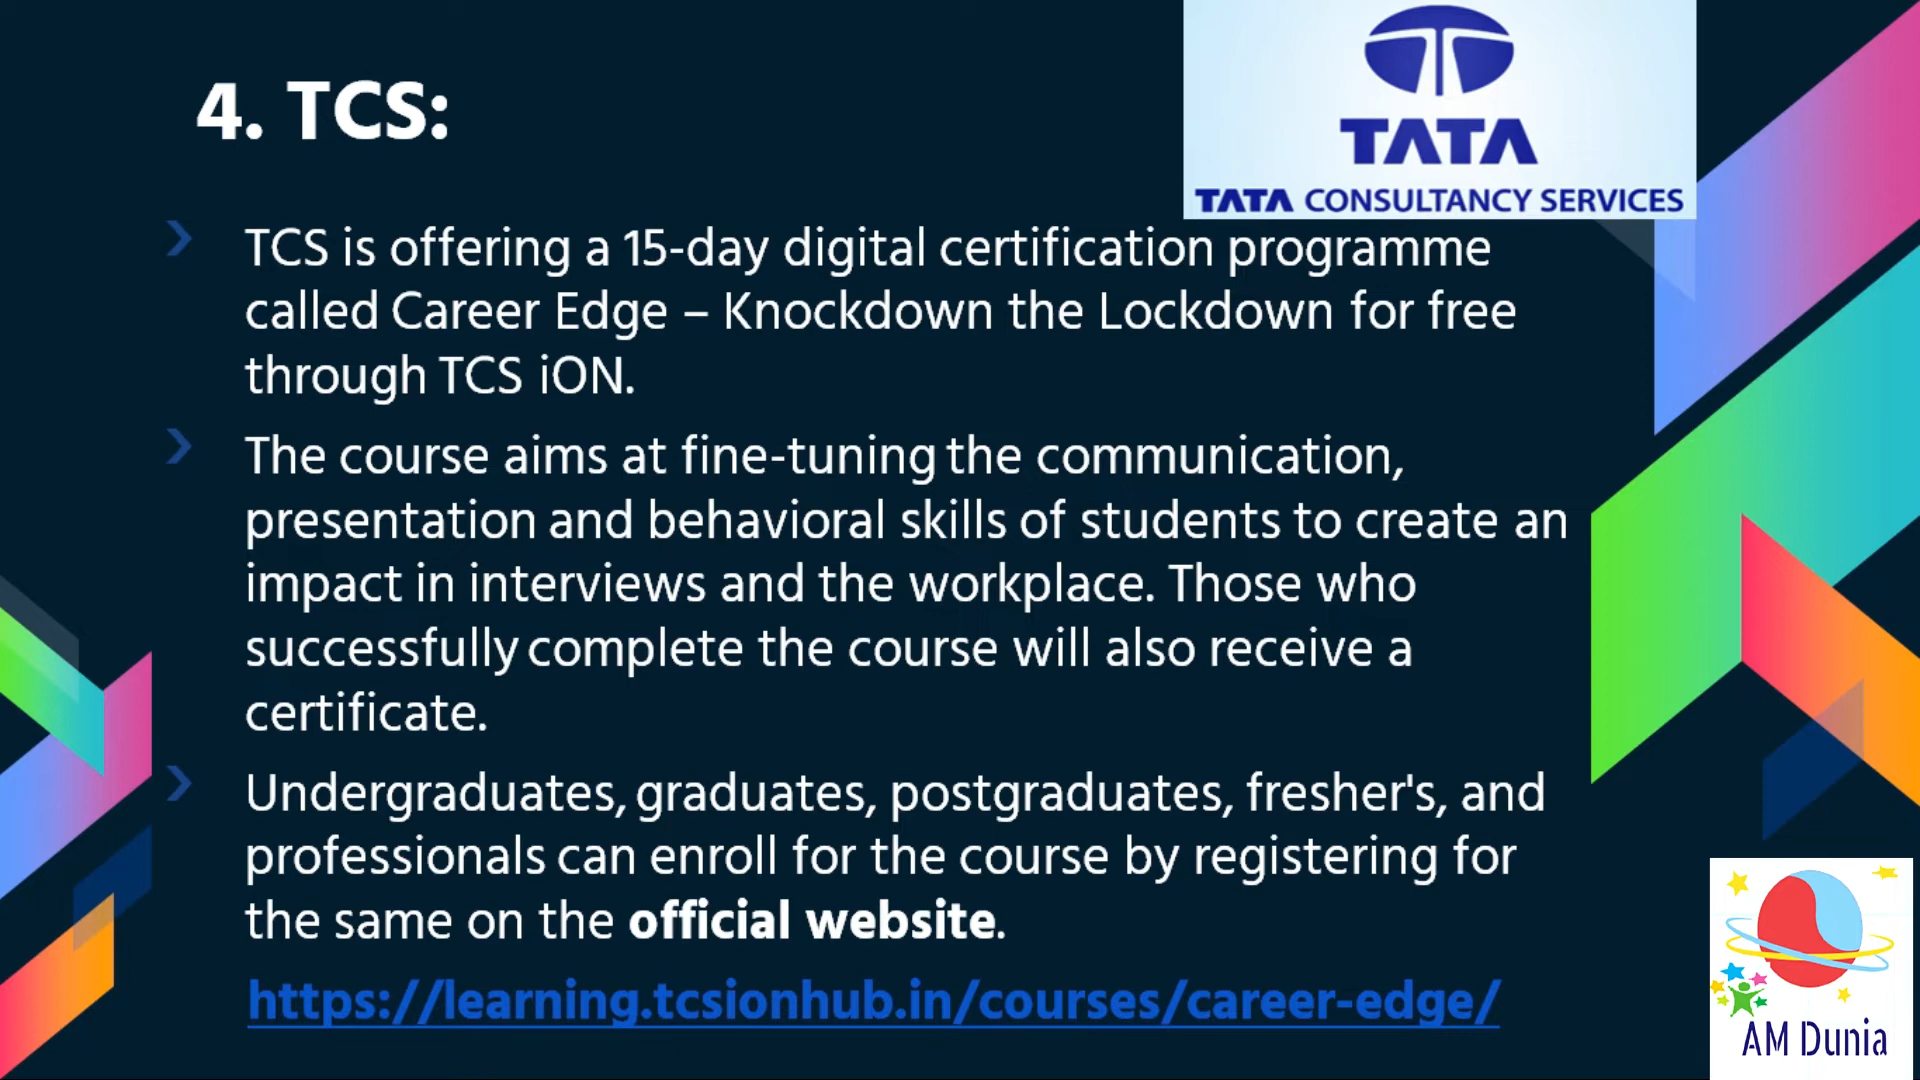 4. TCS:
TATA
TATA CONSULTANCY SERVICES
TCS is offering a 15-day digital certification programme
called Career Edge – Knockdown the Lockdown for free
through TCS iON.
The course aims at fine-tuning the communication,
presentation and behavioral skills of students to create an
impact in interviews and the workplace. Those who
successfully complete the course will also receive a
certificate.
Undergraduates, graduates, postgraduates, fresher's, and
professionals can enroll for the course by registering for
the same on the official website.
https://learning.tcsionhub.in/courses/career-edge/
AM Dunia